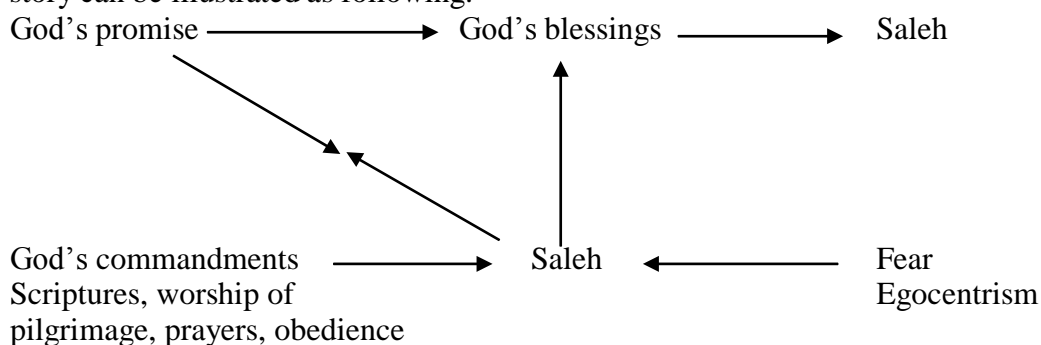 story can be illustrated as following:
God’s promise God’s blessings Saleh
God’s commandments Saleh Fear
Scriptures, worship of Egocentrism
pilgrimage, prayers, obedience